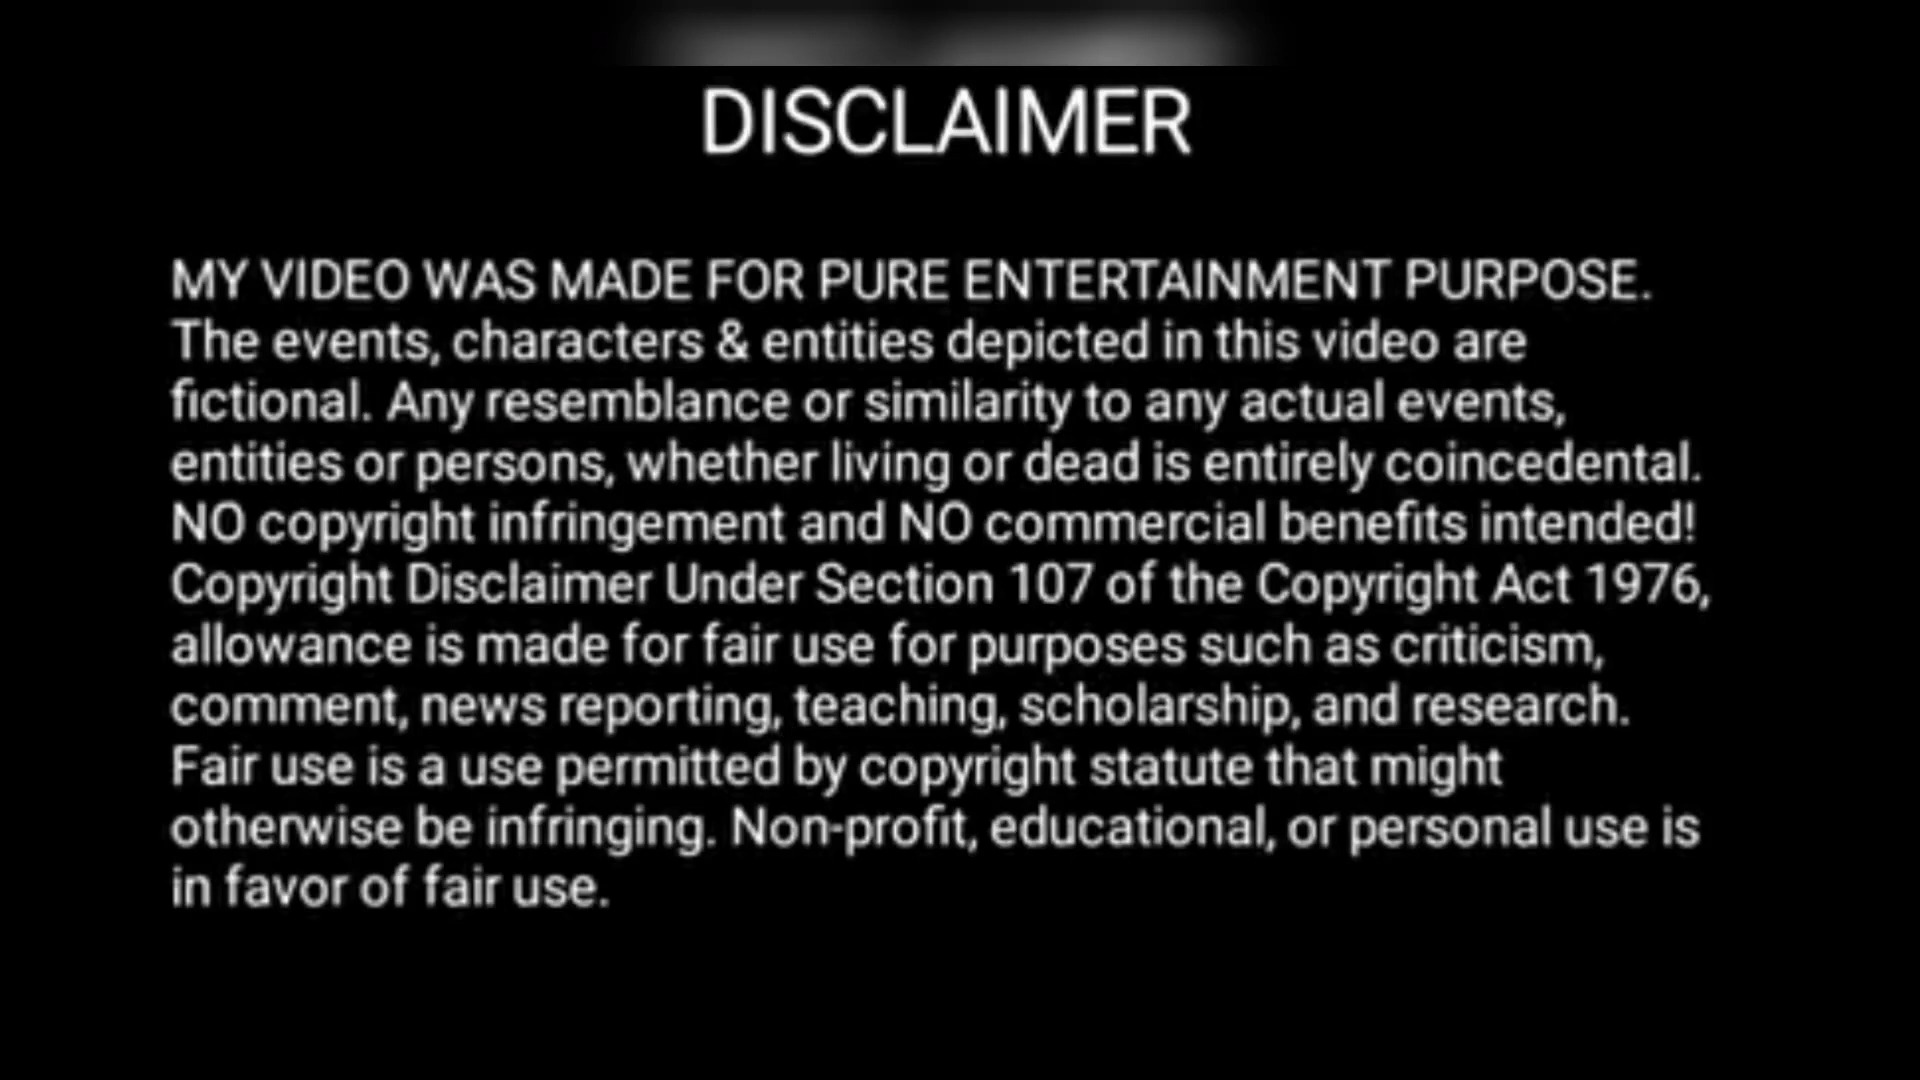 DISCLAIMER
MY VIDEO WAS MADE FOR PURE ENTERTAINMENT PURPOSE.
The events, characters & entities depicted in this video are
fictional. Any resemblance or similarity to any actual events,
entities or persons, whether living or dead is entirely coincedental.
NO copyright infringement and NO commercial benefits intended!
Copyright Disclaimer Under Section 107 of the Copyright Act 1976,
allowance is made for fair use for purposes such as criticism,
comment, news reporting, teaching, scholarship, and research.
Fair use is a use permitted by copyright statute that might
otherwise be infringing. Non-profit, educational, or personal use is
in favor of fair use.